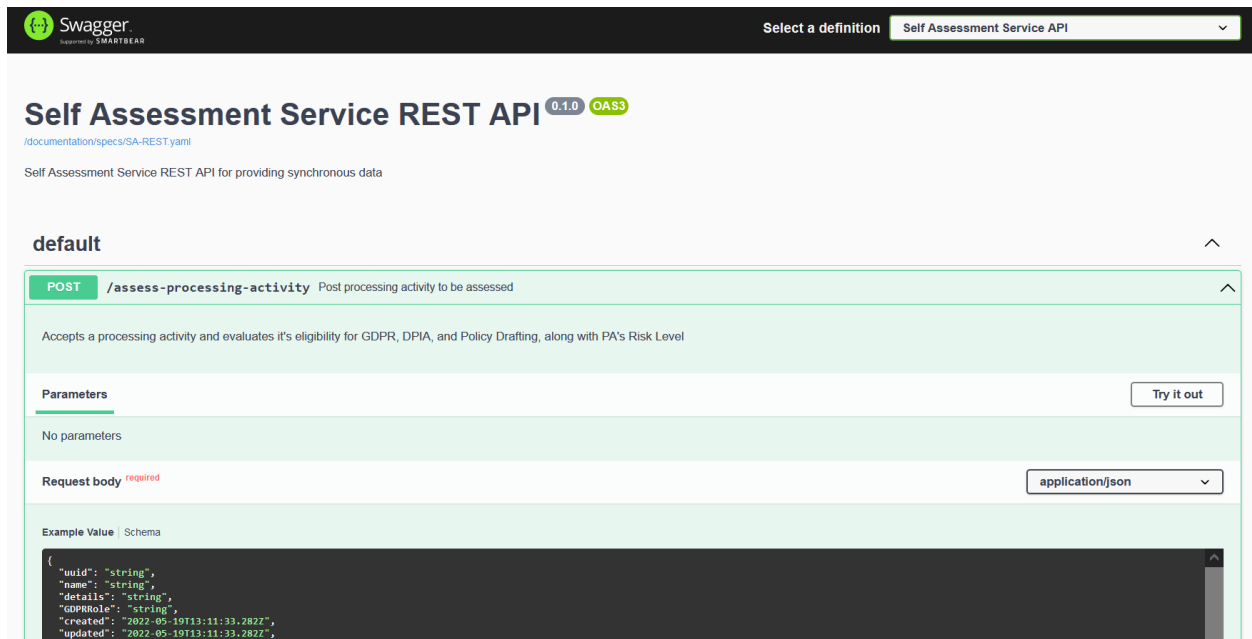 Swagger.
Supported by SMARTBEAR
Select a definition
Self Assessment Service API
Self Assessment Service REST API 0.1.0 OAS3
/documentation/specs/SA-REST.yaml
Self Assessment Service REST API for providing synchronous data
default
POST /assess-processing-activity Post processing activity to be assessed
Accepts a processing activity and evaluates it's eligibility for GDPR, DPIA, and Policy Drafting, along with PA's Risk Level
Parameters
Try it out
No parameters
Request body required
application/json
Example Value | Schema
{
"uuid": "string",
"name": "string",
"details": "string",
"GDPRRole": "string",
"created": "2022-05-19T13:11:33.282Z",
"updated": "2022-05-19T13:11:33.282Z",